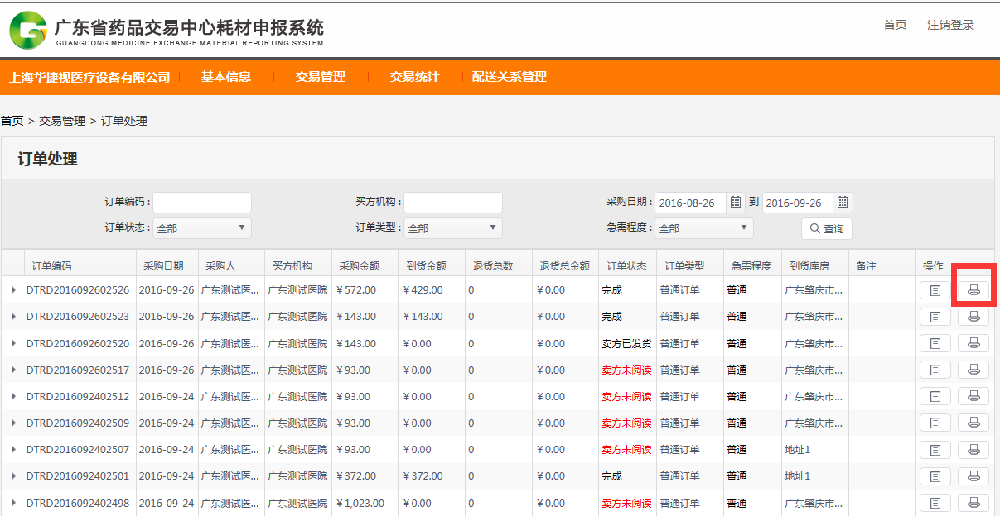 广东省药品交易中心耗材申报系统
GUANGDONG MEDICINE EXCHANGE MATERIAL REPORTING SYSTEM
首页 注销登录
上海华捷视医疗设备有限公司 基本信息 交易管理 交易统计 配送关系管理
首页 > 交易管理 > 订单处理
订单处理
订单编码： 买方机构： 采购日期： 2016-08-26 到 2016-09-26
订单状态： 全部 订单类型： 全部 急需程度： 全部 查询
订单编码 采购日期 采购人 买方机构 采购金额 到货金额 退货总数 退货总金额 订单状态 订单类型 急需程度 到货库房 备注 操作
DTRD2016092602526 2016-09-26 广东测试医... 广东测试医院 ¥572.00 ¥429.00 0 ¥0.00 完成 普通订单 普通 广东肇庆市...
DTRD2016092602523 2016-09-26 广东测试医... 广东测试医院 ¥143.00 ¥143.00 0 ¥0.00 完成 普通订单 普通 广东肇庆市...
DTRD2016092602520 2016-09-26 广东测试医... 广东测试医院 ¥143.00 ¥0.00 0 ¥0.00 卖方已发货 普通订单 普通 广东肇庆市...
DTRD2016092602517 2016-09-26 广东测试医... 广东测试医院 ¥93.00 ¥0.00 0 ¥0.00 卖方未阅读 普通订单 普通 广东肇庆市...
DTRD2016092402512 2016-09-24 广东测试医... 广东测试医院 ¥93.00 ¥0.00 0 ¥0.00 卖方未阅读 普通订单 普通 广东肇庆市...
DTRD2016092402509 2016-09-24 广东测试医... 广东测试医院 ¥93.00 ¥0.00 0 ¥0.00 卖方未阅读 普通订单 普通 广东肇庆市...
DTRD2016092402507 2016-09-24 广东测试医... 广东测试医院 ¥93.00 ¥0.00 0 ¥0.00 卖方未阅读 普通订单 普通 地址1
DTRD2016092402501 2016-09-24 广东测试医... 广东测试医院 ¥372.00 ¥372.00 0 ¥0.00 完成 普通订单 普通 地址1
DTRD2016092402498 2016-09-24 广东测试医... 广东测试医院 ¥1,023.00 ¥0.00 0 ¥0.00 卖方未阅读 普通订单 普通 广东肇庆市...